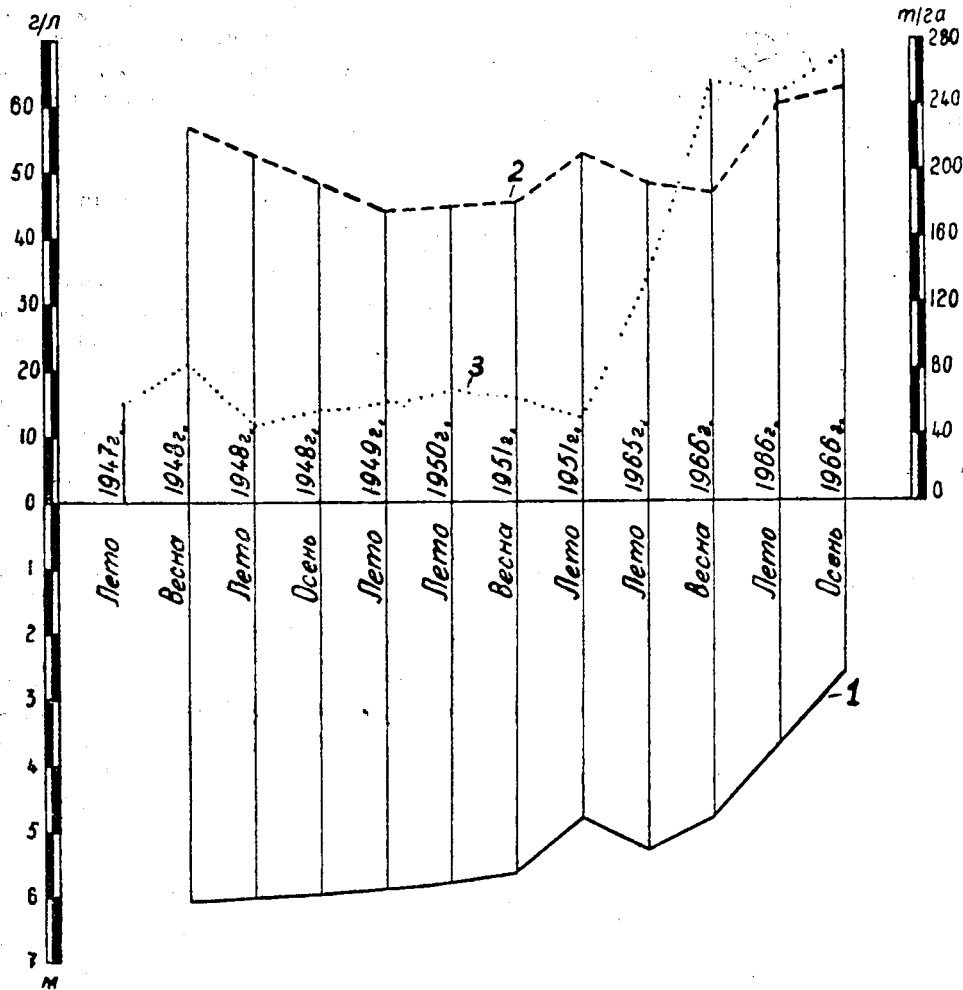 г/л
т/га
60
50
40
30
20
10
0
1
2
3
4
5
6
7
м
280
240
200
160
120
80
40
0
2
3
1
1947г.
1948г.
1948г.
1948г.
1949г.
1950г.
1951г.
1951г.
1965г.
1966г.
1966г.
1966г.
Лето
Весна
Лето
Осень
Лето
Лето
Весна
Лето
Лето
Весна
Лето
Осень